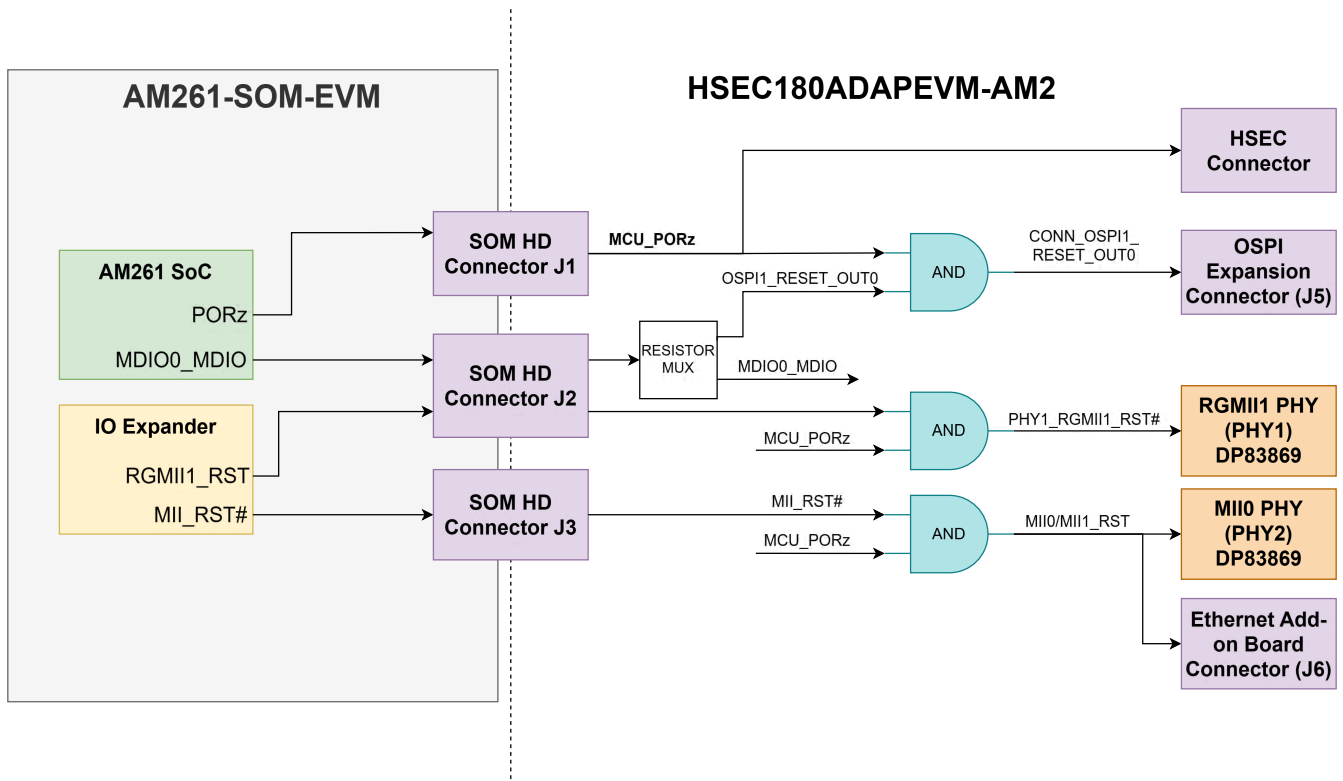 AM261-SOM-EVM
HSEC180ADAPEVM-AM2
HSEC
Connector
SOM HD
Connector J1
MCU_PORz
AND
CONN_OSPI1_
RESET_OUT0
OSPI
Expansion
Connector (J5)
AM261 SoC
PORz
MDIO0_MDIO
OSPI1_RESET_OUT0
SOM HD
Connector J2
RESISTOR
MUX
MDIO0_MDIO
IO Expander
RGMII1_RST
MII_RST#
MCU_PORz
AND
PHY1_RGMII1_RST#
RGMII1 PHY
(PHY1)
DP83869
SOM HD
Connector J3
MII_RST#
MCU_PORz
AND
MII0/MII1_RST
MII0 PHY
(PHY2)
DP83869
Ethernet Add-
on Board
Connector (J6)